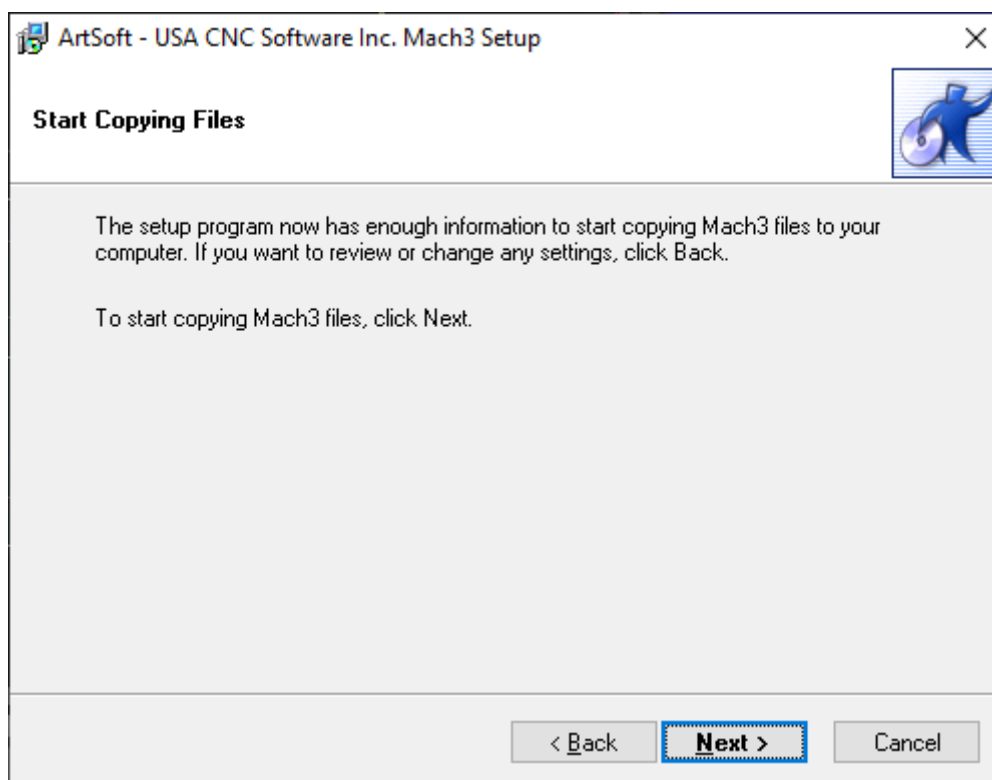 ArtSoft - USA CNC Software Inc. Mach3 Setup
Start Copying Files
The setup program now has enough information to start copying Mach3 files to your
computer. If you want to review or change any settings, click Back.
To start copying Mach3 files, click Next.
< Back
Next >
Cancel